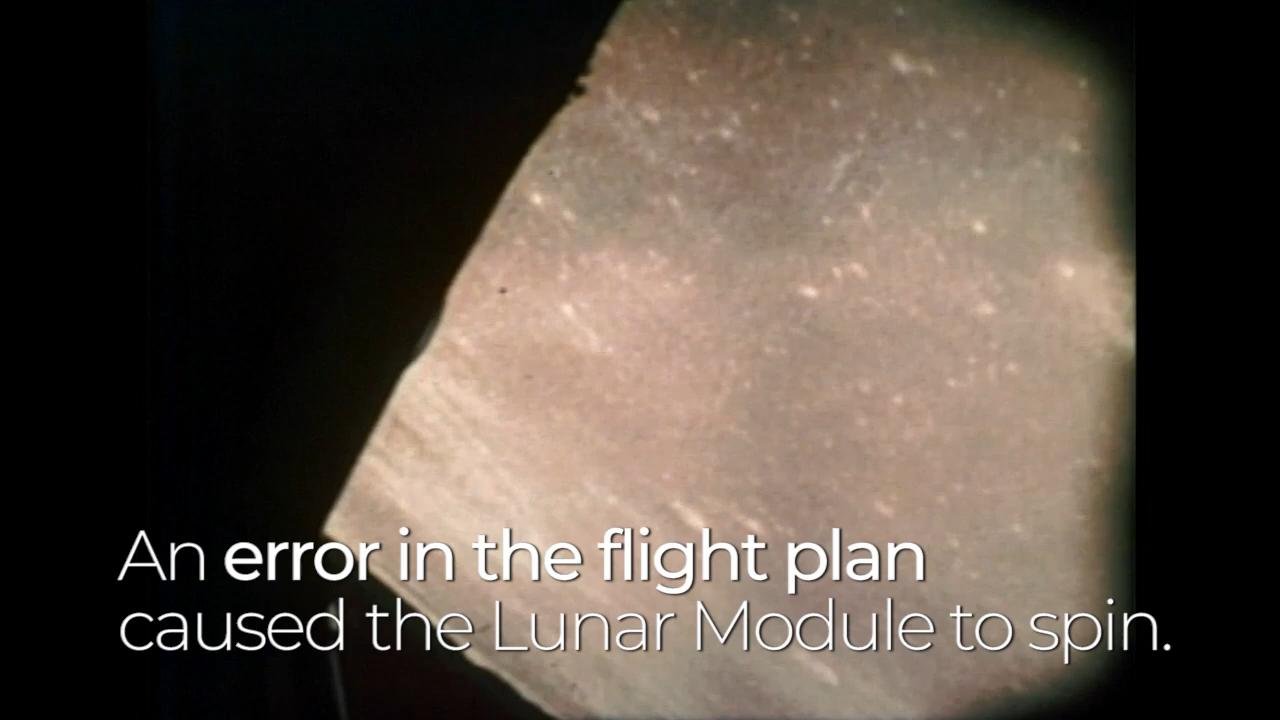 An error in the flight plan
caused the Lunar Module to spin.